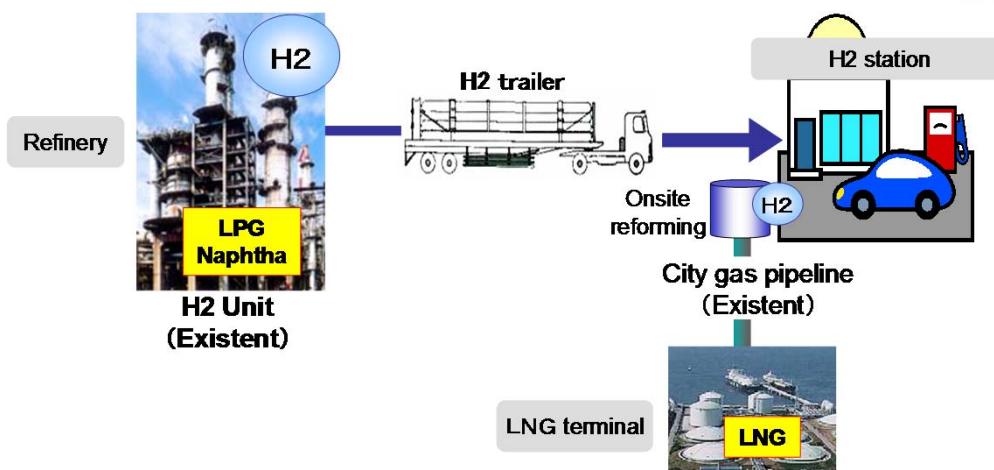 H2
Refinery
LPG
Naphtha
H2 Unit
(Existent)
H2 trailer
H2 station
Onsite
reforming
H2
City gas pipeline
(Existent)
LNG terminal
LNG